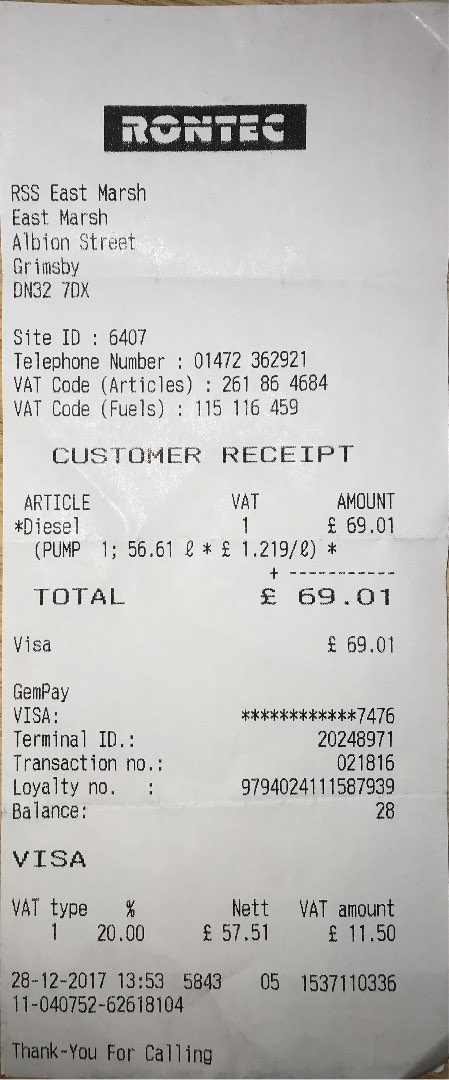 RONTEC
RSS East Marsh
East Marsh
Albion Street
Grimsby
DN32 7DX
Site ID : 6407
Telephone Number : 01472 362921
VAT Code (Articles) : 261 86 4684
VAT Code (Fuels) : 115 116 459
CUSTOMER RECEIPT
ARTICLE VAT AMOUNT
*Diesel 1 £ 69.01
(PUMP 1; 56.61 ℓ * £ 1.219/ℓ) *
+ -----------
TOTAL £ 69.01
Visa £ 69.01
GemPay
VISA: ************7476
Terminal ID.: 20248971
Transaction no.: 021816
Loyalty no. : 9794024111587939
Balance: 28
VISA
VAT type % Nett VAT amount
1 20.00 £ 57.51 £ 11.50
28-12-2017 13:53 5843 05 1537110336
11-040752-62618104
Thank-You For Calling